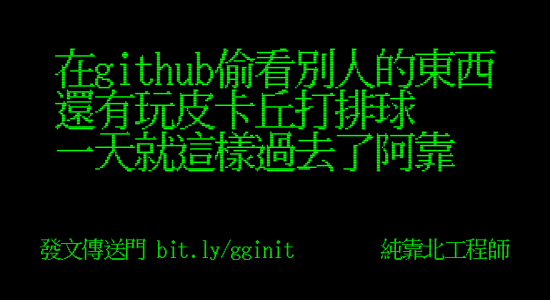 在github偷看別人的東西
還有玩皮卡丘打排球
一天就這樣過去了阿靠
發文傳送門 bit.ly/gginit
純靠北工程師